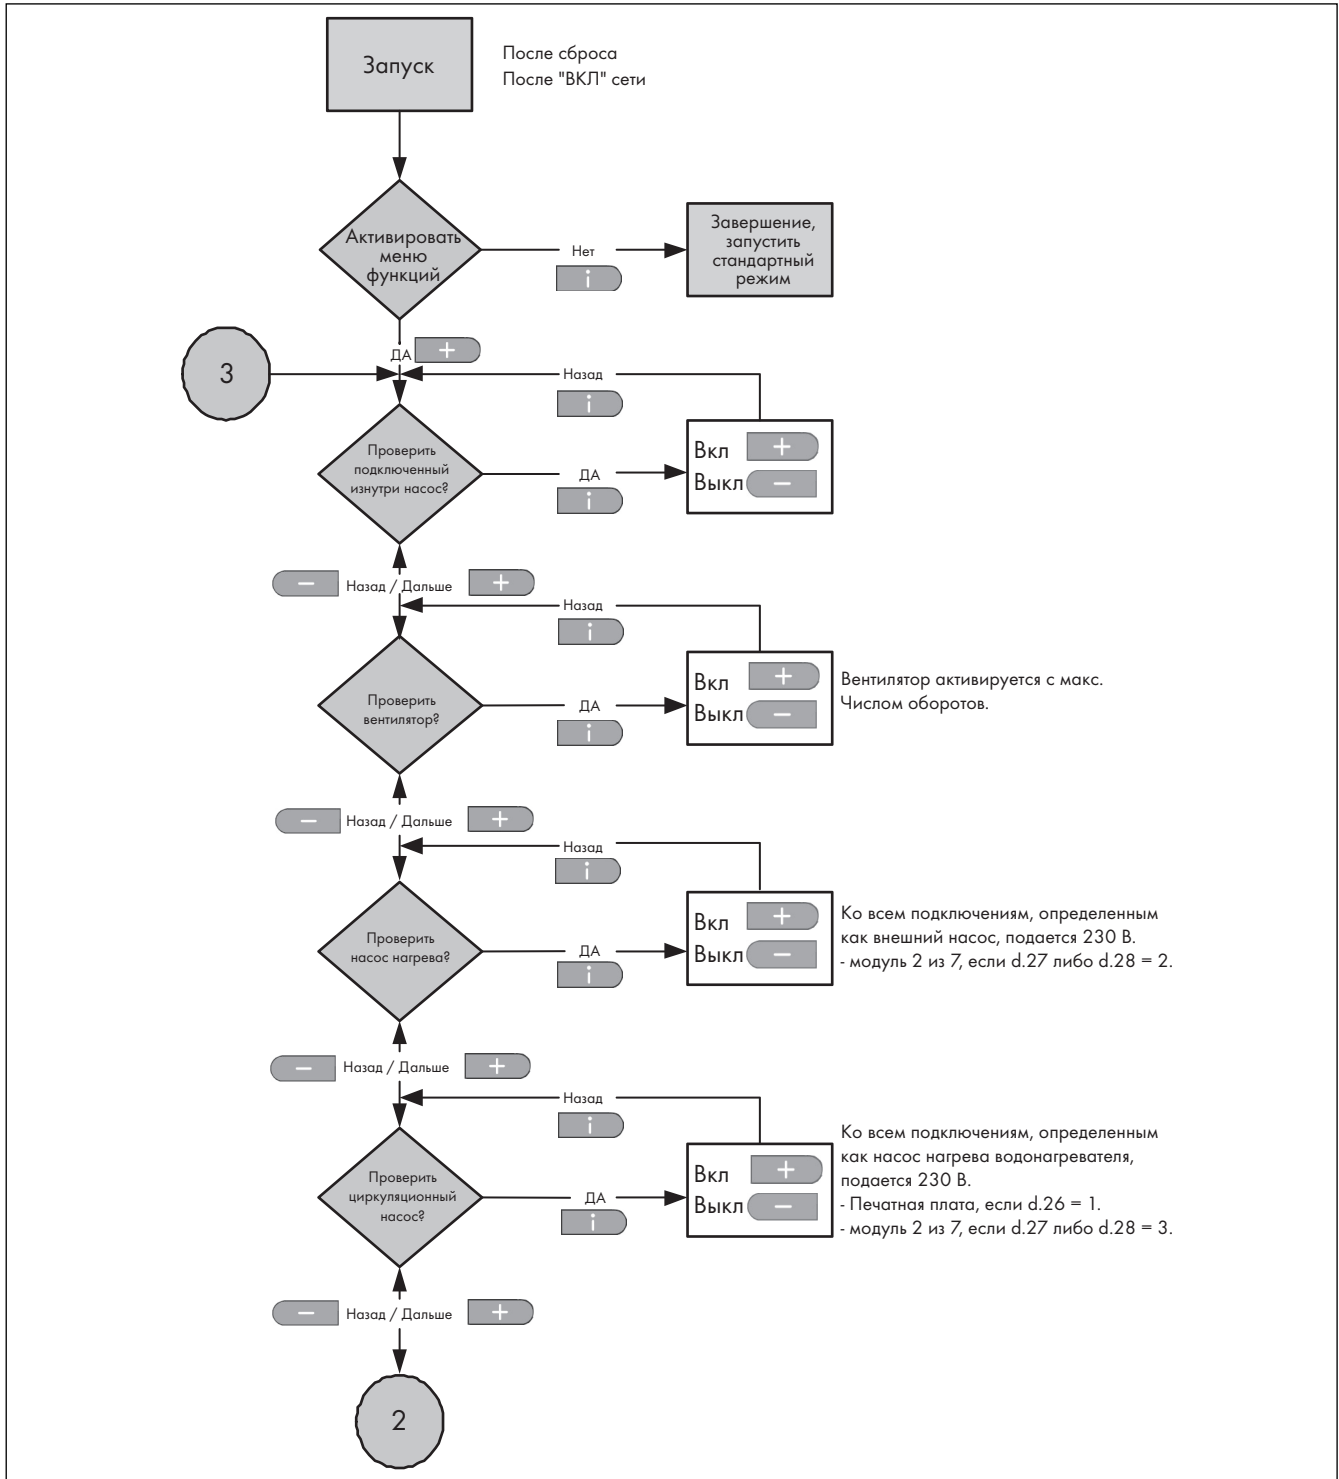 Запуск
После сброса
После "ВКЛ" сети
Активировать
меню
функций
Нет
i
Завершение,
запустить
стандартный
режим
ДА +
3
Назад
i
Проверить
подключенный
изнутри насос?
ДА
i
Вкл +
Выкл −
− Назад / Дальше +
Назад
i
Проверить
вентилятор?
ДА
i
Вкл +
Выкл −
Вентилятор активируется с макс.
Числом оборотов.
− Назад / Дальше +
Назад
i
Проверить
насос нагрева?
ДА
i
Вкл +
Выкл −
Ко всем подключениям, определенным
как внешний насос, подается 230 В.
- модуль 2 из 7, если d.27 либо d.28 = 2.
− Назад / Дальше +
Назад
i
Проверить
циркуляционный
насос?
ДА
i
Вкл +
Выкл −
Ко всем подключениям, определенным
как насос нагрева водонагревателя,
подается 230 В.
- Печатная плата, если d.26 = 1.
- модуль 2 из 7, если d.27 либо d.28 = 3.
− Назад / Дальше +
2